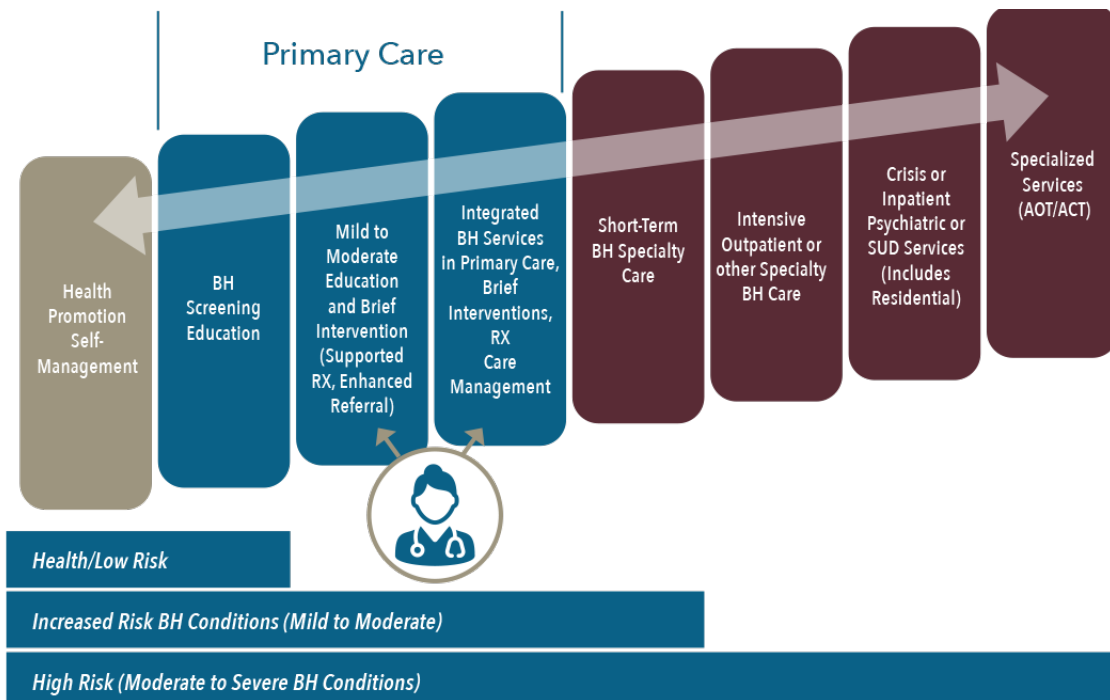 Primary Care
Health
Promotion
Self-
Management
BH
Screening
Education
Mild to
Moderate
Education
and Brief
Intervention
(Supported
RX, Enhanced
Referral)
Integrated
BH Services
in Primary Care,
Brief
Interventions,
RX
Care
Management
Short-Term
BH Specialty
Care
Intensive
Outpatient or
other Specialty
BH Care
Crisis or
Inpatient
Psychiatric or
SUD Services
(Includes
Residential)
Specialized
Services
(AOT/ACT)
Health/Low Risk
Increased Risk BH Conditions (Mild to Moderate)
High Risk (Moderate to Severe BH Conditions)